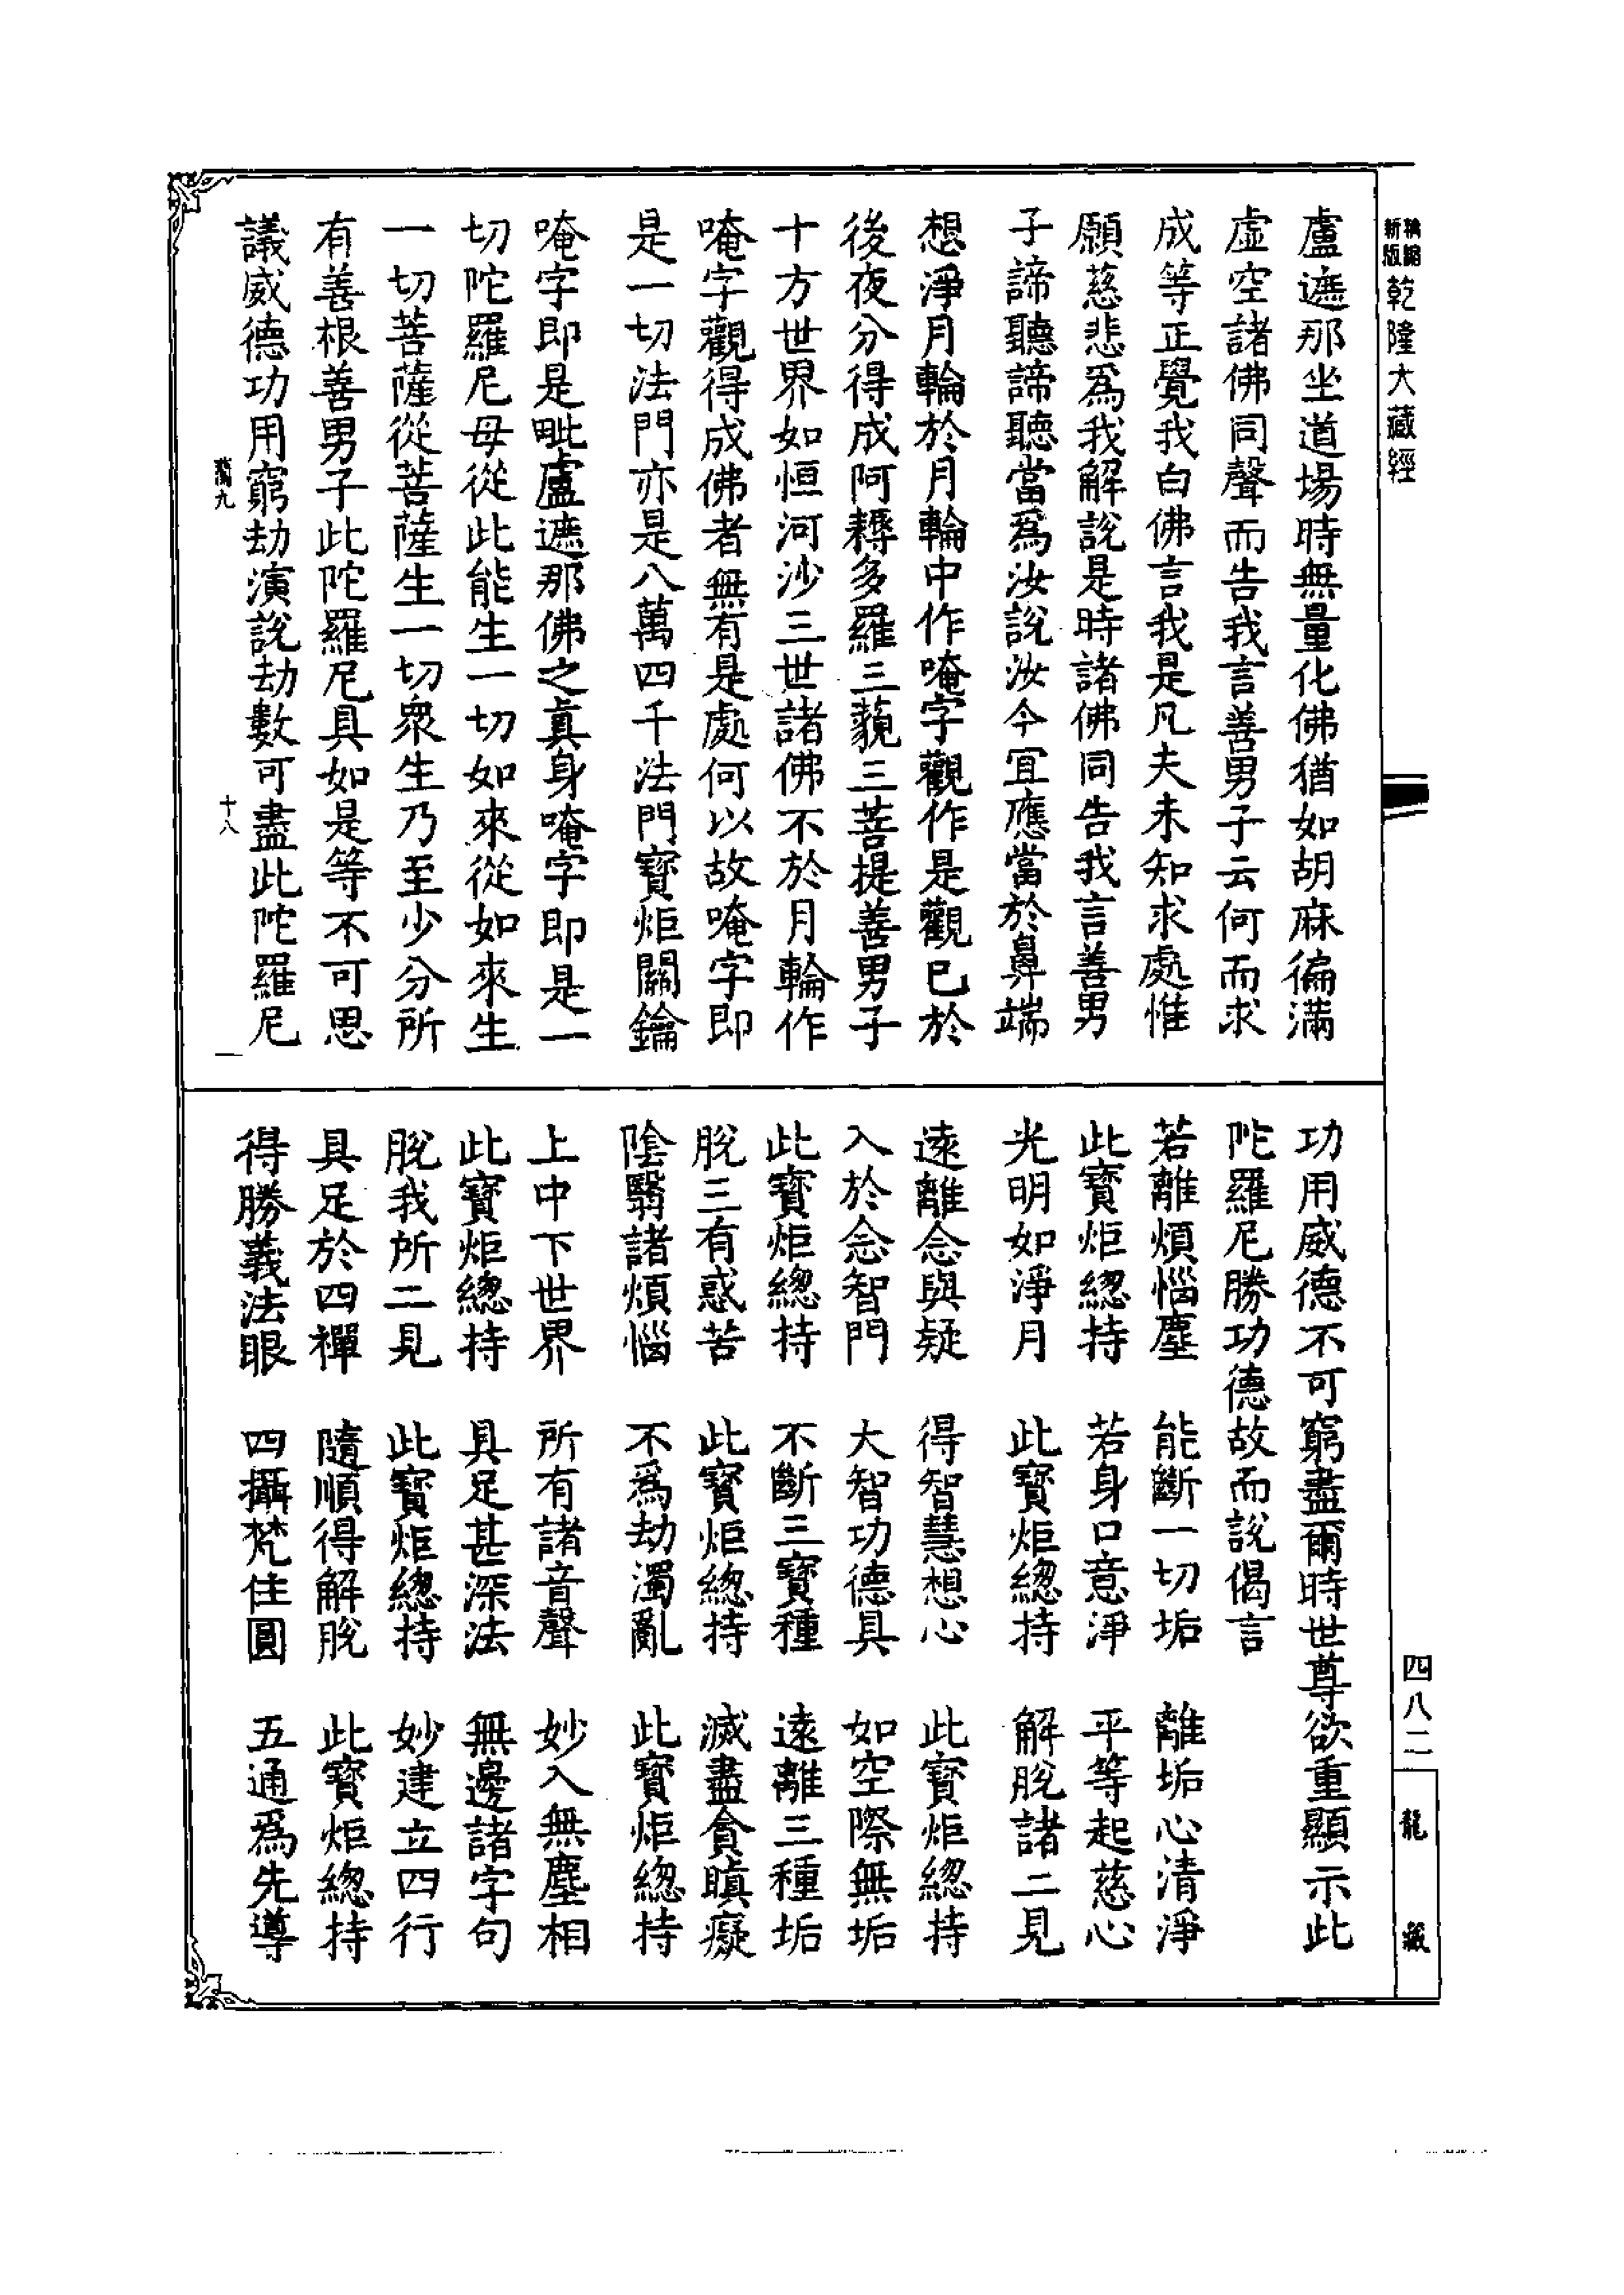 新版精縮
乾隆大藏經
盧遮那坐道場時無量化佛猶如胡麻徧滿
虛空諸佛同聲而告我言善男子云何而求
成等正覺我白佛言我是凡夫未知求處惟
願慈悲爲我解說是時諸佛同告我言善男
子諦聽諦聽當爲汝說汝今宜應當於鼻端
想淨月輪於月輪中作唵字觀作是觀已於
後夜分得成阿耨多羅三藐三菩提善男子
十方世界如恒河沙三世諸佛不於月輪作
唵字觀得成佛者無有是處何以故唵字即
是一切法門亦是八萬四千法門寶炬關鑰
唵字即是毗盧遮那佛之真身唵字即是一
切陀羅尼母從此能生一切如來從如來生
一切菩薩從菩薩生一切眾生乃至少分所
有善根善男子此陀羅尼具如是等不可思
議威德功用窮劫演說劫數可盡此陀羅尼
十八
一
功用威德不可窮盡爾時世尊欲重顯示此
陀羅尼勝功德故而說偈言
若離煩惱塵 能斷一切垢 離垢心清淨
此寶炬總持 若身口意淨 平等起慈心
光明如淨月 此寶炬總持 解脫諸二見
遠離念與疑 得智慧想心 此寶炬總持
入於念智門 大智功德具 如空際無垢
此寶炬總持 不斷三寶種 遠離三種垢
脫三有惑苦 此寶炬總持 滅盡貪瞋癡
陰翳諸煩惱 不爲劫濁亂 此寶炬總持
上中下世界 所有諸音聲 妙入無塵相
此寶炬總持 具足甚深法 無邊諸字句
脫我所二見 此寶炬總持 妙建立四行
具足於四禪 隨順得解脫 此寶炬總持
得勝義法眼 四攝梵住圓 五通爲先導
四八二
龍藏